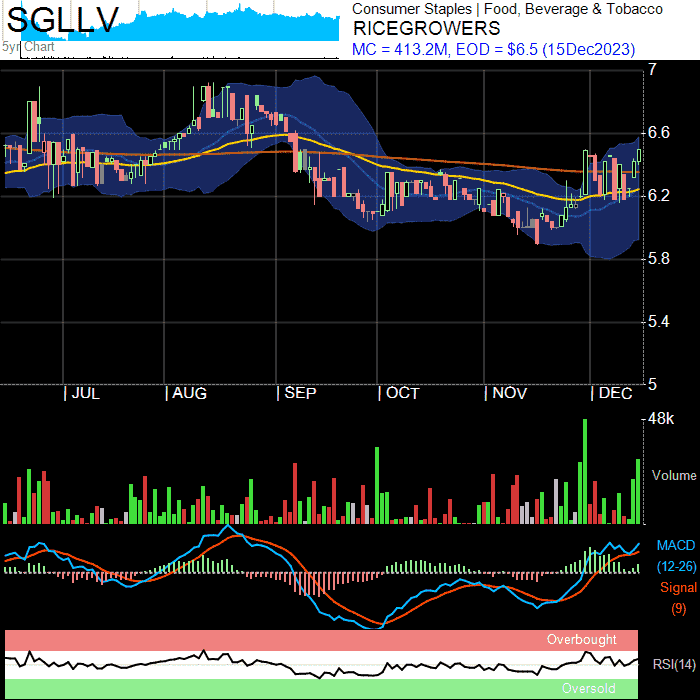 SGLLV
5yr Chart
Consumer Staples | Food, Beverage & Tobacco
RICEGROWERS
MC = 413.2M, EOD = $6.5 (15Dec2023)
7
6.6
6.2
5.8
5.4
5
| JUL | AUG | SEP | OCT | NOV | DEC
48k
Volume
MACD
(12-26)
Signal
(9)
Overbought
RSI(14)
Oversold